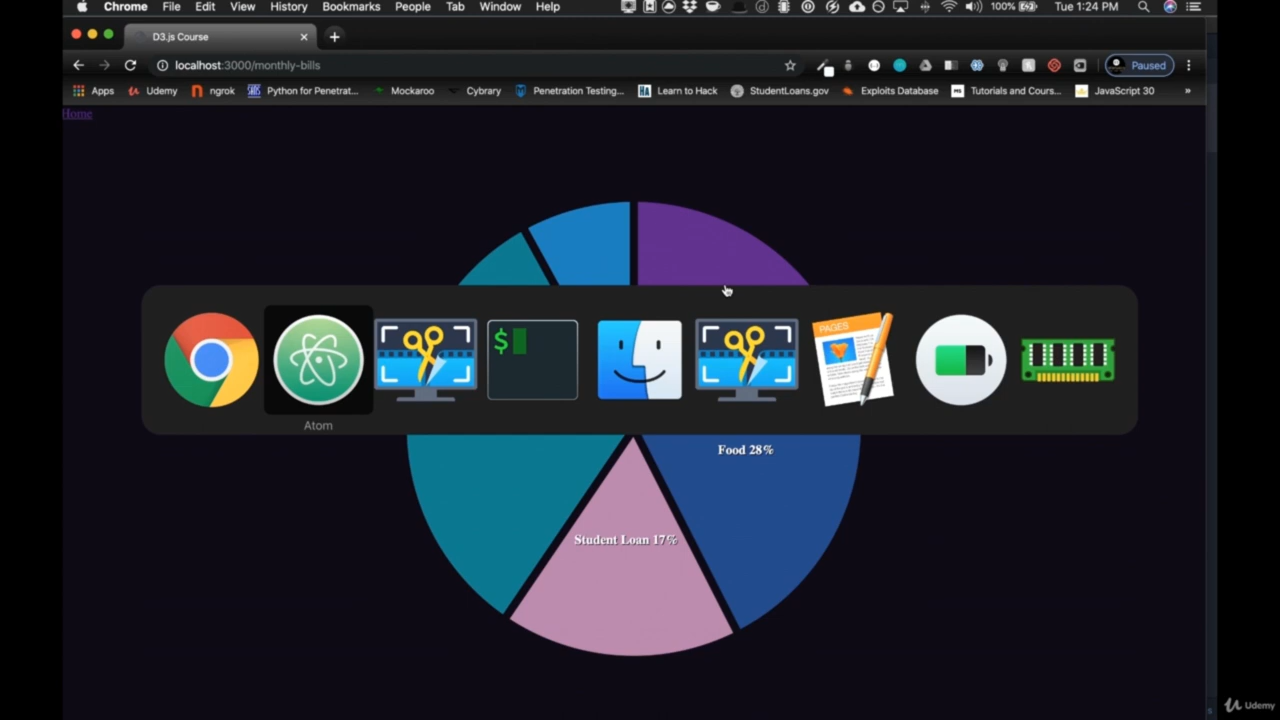 Chrome File Edit View History Bookmarks People Tab Window Help 100% Tue 1:24 PM
D3.js Course
localhost:3000/monthly-bills Paused
Apps Udemy ngrok Python for Penetrat... Mockaroo Cybrary Penetration Testing... Learn to Hack StudentLoans.gov Exploits Database Tutorials and Cours... JavaScript 30 »
Home
$
PAGES
Atom
Food 28%
Student Loan 17%
Udemy